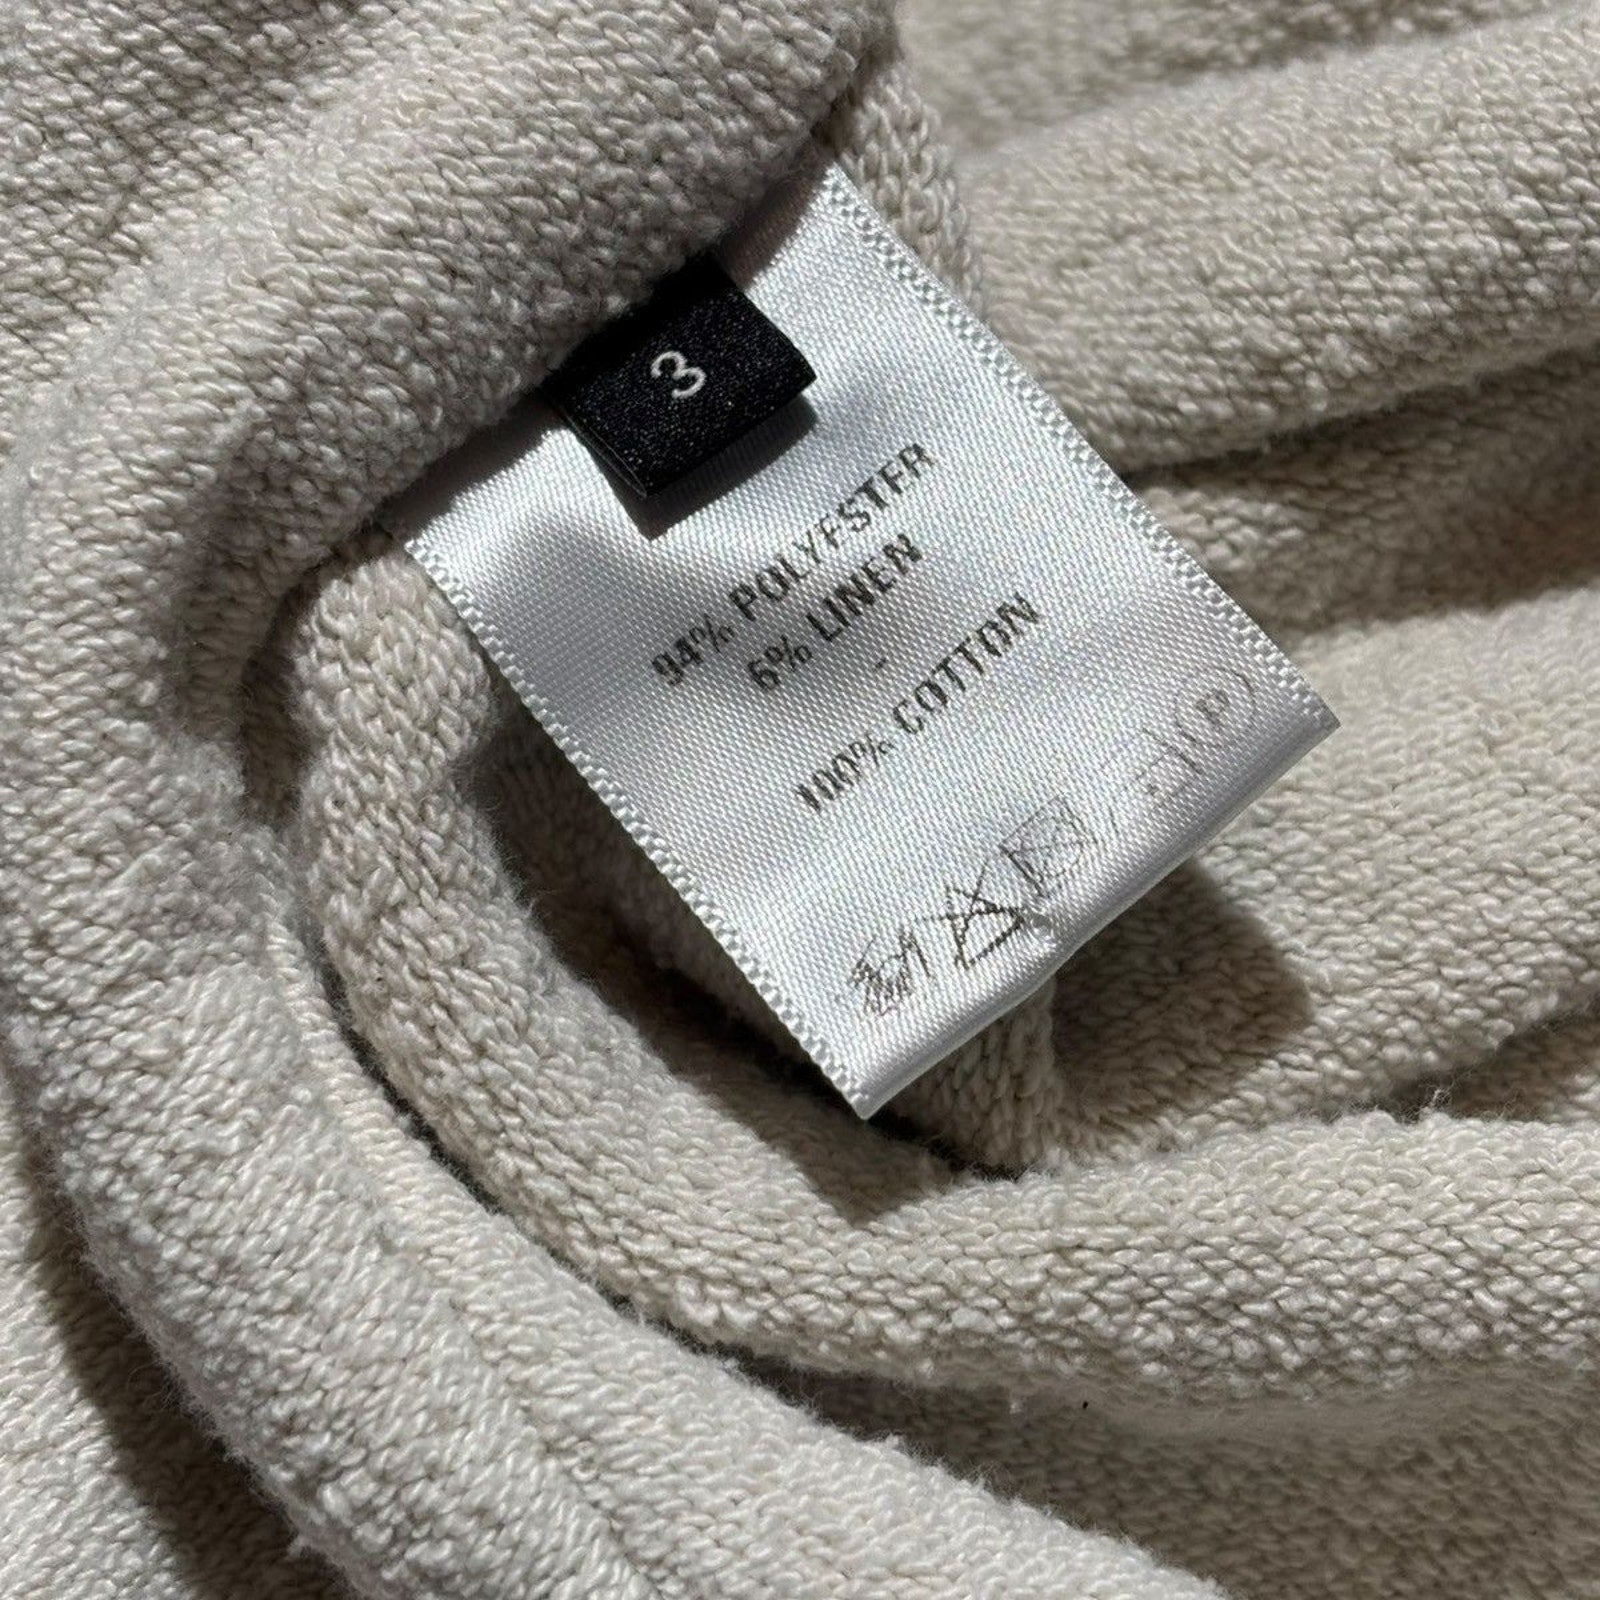 3
94% POLYESTER
6% LINEN
100% COTTON